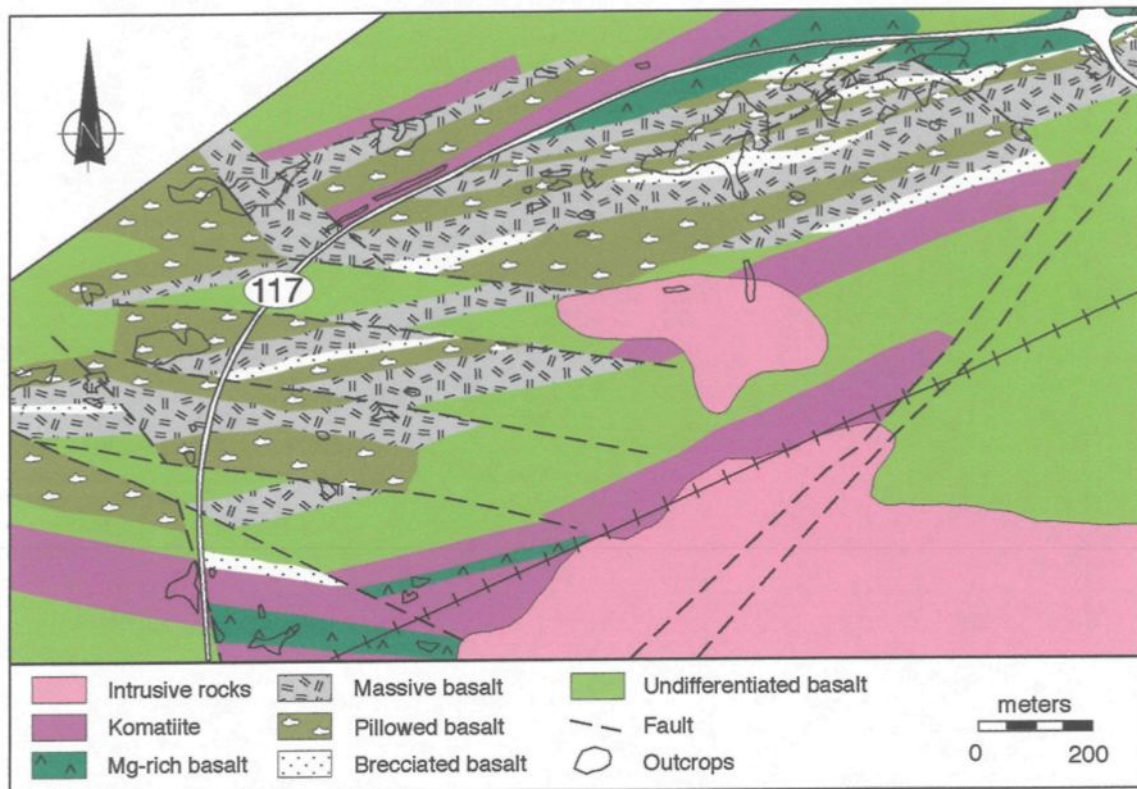 N
117
Intrusive rocks
Komatiite
Mg-rich basalt
Massive basalt
Pillowed basalt
Brecciated basalt
Undifferentiated basalt
Fault
Outcrops
meters
0 200